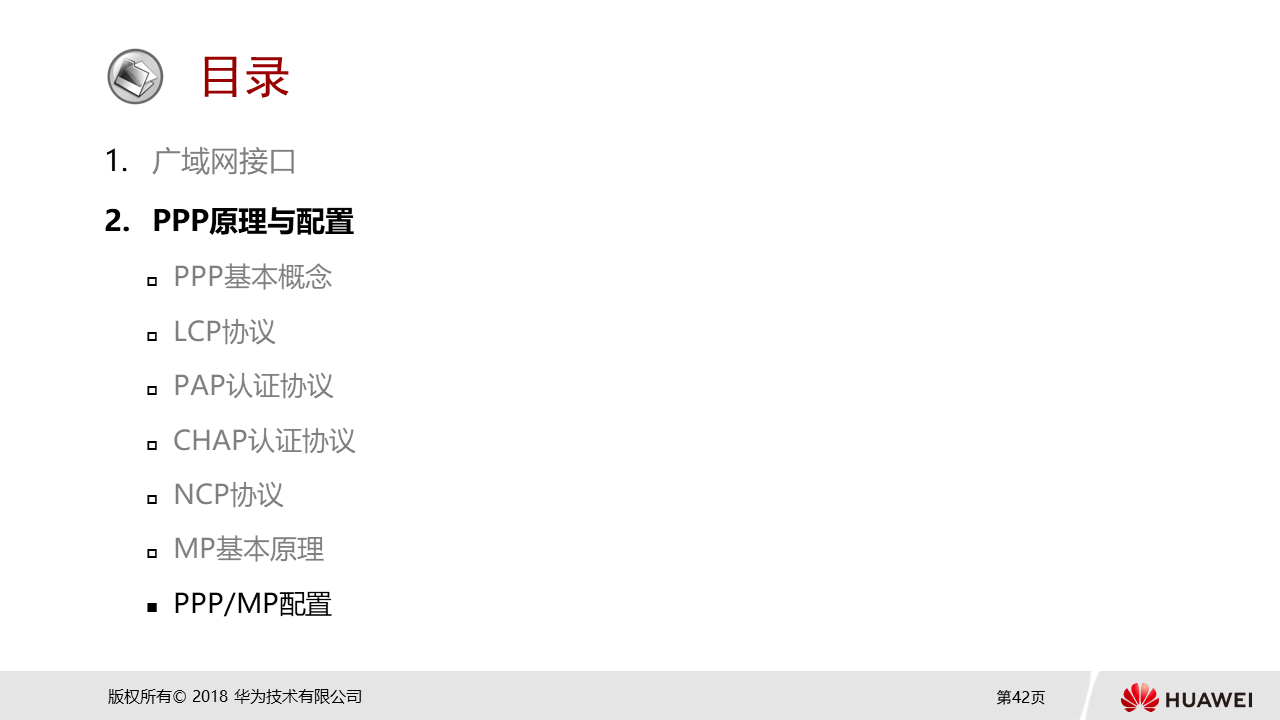 目录
1. 广域网接口
2. PPP原理与配置
PPP基本概念
LCP协议
PAP认证协议
CHAP认证协议
NCP协议
MP基本原理
PPP/MP配置
版权所有© 2018 华为技术有限公司
第42页
HUAWEI